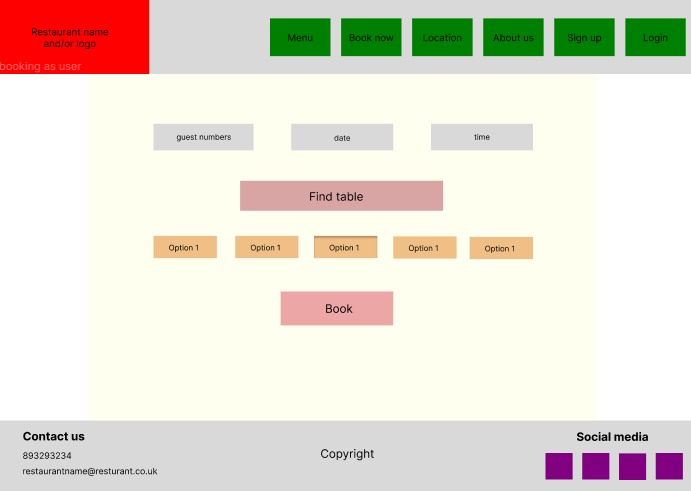 Restaurant name
and/or logo
booking as user
Menu
Book now
Location
About us
Sign up
Login
guest numbers
date
time
Find table
Option 1
Option 1
Option 1
Option 1
Option 1
Book
Contact us
893293234
restaurantname@resturant.co.uk
Copyright
Social media